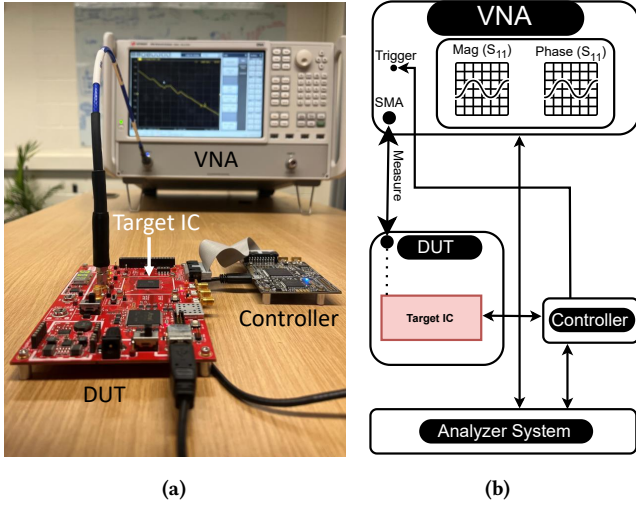 VNA
Target IC
Controller
DUT
(a)
VNA
Mag (S11)
Phase (S11)
Trigger
SMA
Measure
DUT
Target IC
Controller
Analyzer System
(b)